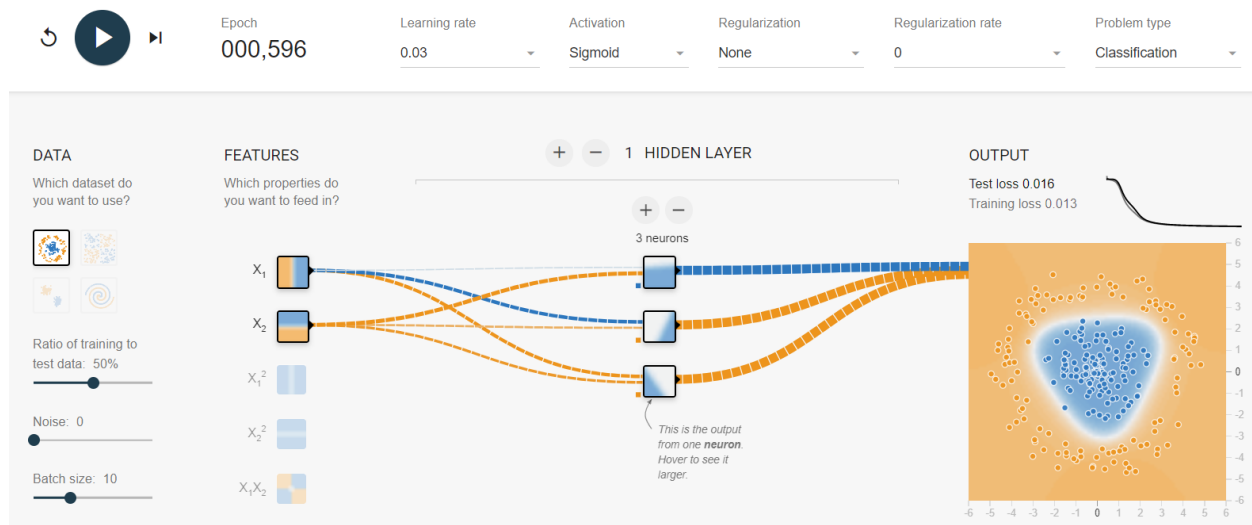 Epoch
000,596
Learning rate
0.03
Activation
Sigmoid
Regularization
None
Regularization rate
0
Problem type
Classification
DATA
Which dataset do
you want to use?
Ratio of training to
test data: 50%
Noise: 0
Batch size: 10
FEATURES
Which properties do
you want to feed in?
X₁
X₂
X₁²
X₂²
X₁X₂
+ − 1 HIDDEN LAYER
+ −
3 neurons
This is the output
from one neuron.
Hover to see it
larger.
OUTPUT
Test loss 0.016
Training loss 0.013
6
5
4
3
2
1
0
-1
-2
-3
-4
-5
-6
-6 -5 -4 -3 -2 -1 0 1 2 3 4 5 6